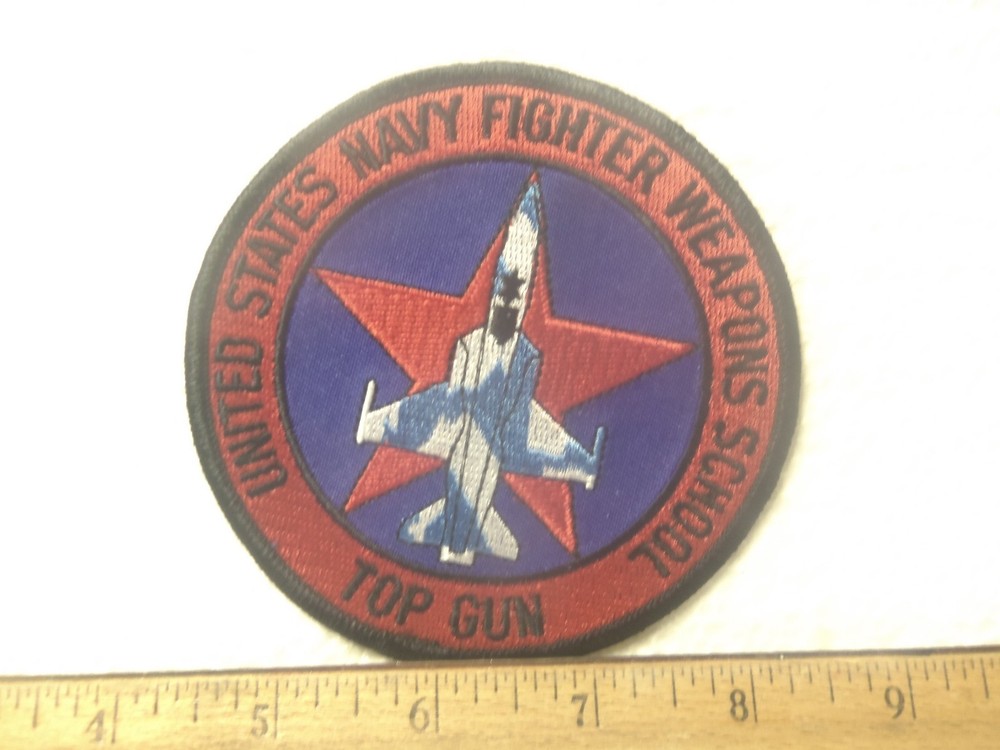 UNITED STATES NAVY FIGHTER WEAPONS SCHOOL
TOP GUN
4 5 6 7 8 9